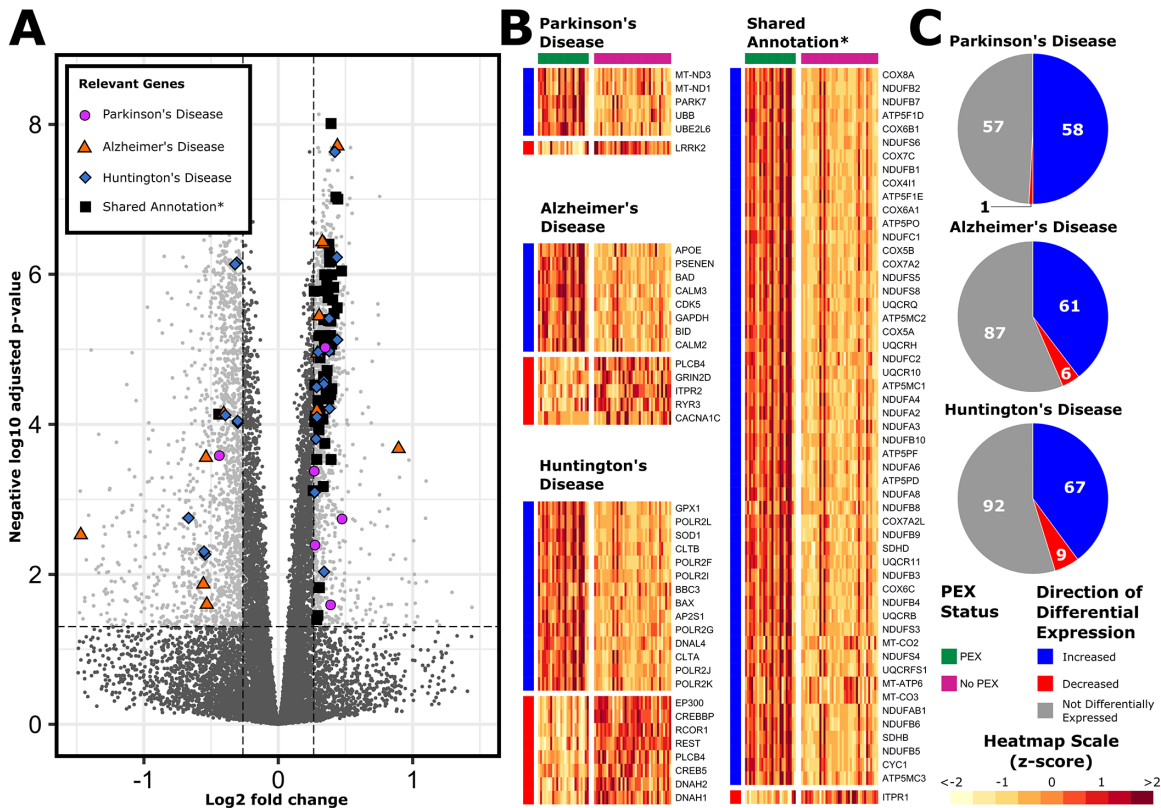 A
Relevant Genes
Parkinson's Disease
Alzheimer's Disease
Huntington's Disease
Shared Annotation*
Negative log10 adjusted p-value
8
6
4
2
0
-1
0
1
Log2 fold change
B
Parkinson's
Disease
MT-ND3
MT-ND1
PARK7
UBB
UBE2L6
LRRK2
Alzheimer's
Disease
APOE
PSENEN
BAD
CALM3
CDK5
GAPDH
BID
CALM2
PLCB4
GRIN2D
ITPR2
RYR3
CACNA1C
Huntington's
Disease
GPX1
POLR2L
SOD1
CLTB
POLR2F
POLR2I
BBC3
BAX
AP2S1
POLR2G
DNAL4
CLTA
POLR2J
POLR2K
EP300
CREBBP
RCOR1
REST
PLCB4
CREB5
DNAH2
DNAH1
Shared
Annotation*
COX8A
NDUFB2
NDUFB7
ATP5F1D
COX6B1
NDUFS6
COX7C
NDUFB1
COX4I1
ATP5F1E
COX6A1
ATP5PO
NDUFC1
COX5B
COX7A2
NDUFS5
NDUFS8
UQCRQ
ATP5MC2
COX5A
UQCRH
NDUFC2
UQCR10
ATP5MC1
NDUFA4
NDUFA2
NDUFA3
NDUFB10
ATP5PF
NDUFA6
ATP5PD
NDUFA8
NDUFB8
COX7A2L
NDUFB9
SDHD
UQCR11
NDUFB3
COX6C
NDUFB4
UQCRB
NDUFS3
MT-CO2
NDUFS4
UQCRFS1
MT-ATP6
MT-CO3
NDUFAB1
NDUFB6
SDHB
NDUFB5
CYC1
ATP5MC3
ITPR1
C
Parkinson's Disease
57
58
1
Alzheimer's Disease
87
61
6
Huntington's Disease
92
67
9
PEX
Status
PEX
No PEX
Direction of
Differential
Expression
Increased
Decreased
Not Differentially
Expressed
Heatmap Scale
(z-score)
<-2
-1
0
1
>2